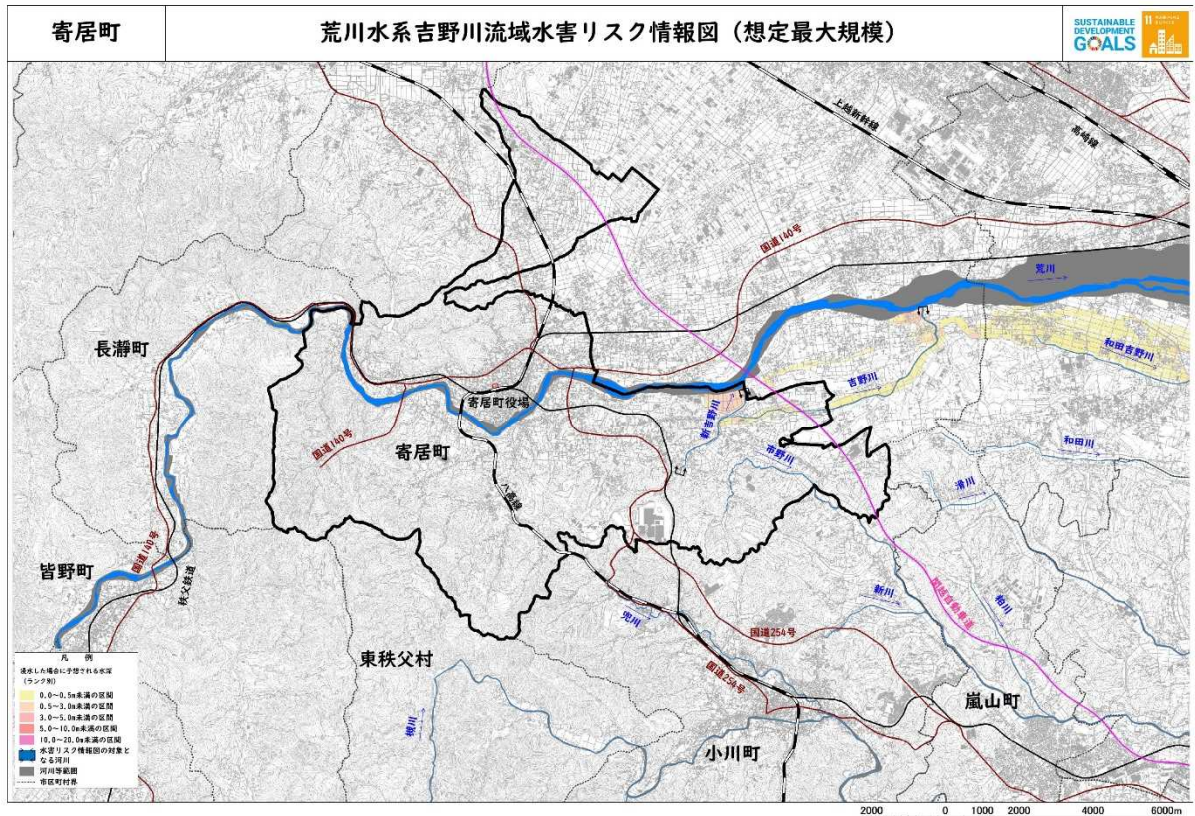 寄居町
荒川水系吉野川流域水害リスク情報図（想定最大規模）
SUSTAINABLE
DEVELOPMENT
GOALS
11
上越新幹線
高崎線
国道140号
荒川
長瀞町
和田吉野川
吉野川
寄居町役場
和田川
国道140号
寄居町
市野川
滑川
八高線
国道140号
皆野町
秩父鉄道
新川
粕川
関越自動車道
兜川
国道254号
東秩父村
国道254号
槻川
嵐山町
小川町
凡 例
浸水した場合に予想される水深
（ランク別）
0.0～0.5m未満の区間
0.5～3.0m未満の区間
3.0～5.0m未満の区間
5.0～10.0m未満の区間
10.0～20.0m未満の区間
水害リスク情報図の対象と
なる河川
河川等範囲
市区町村界
2000 0 1000 2000 4000 6000m